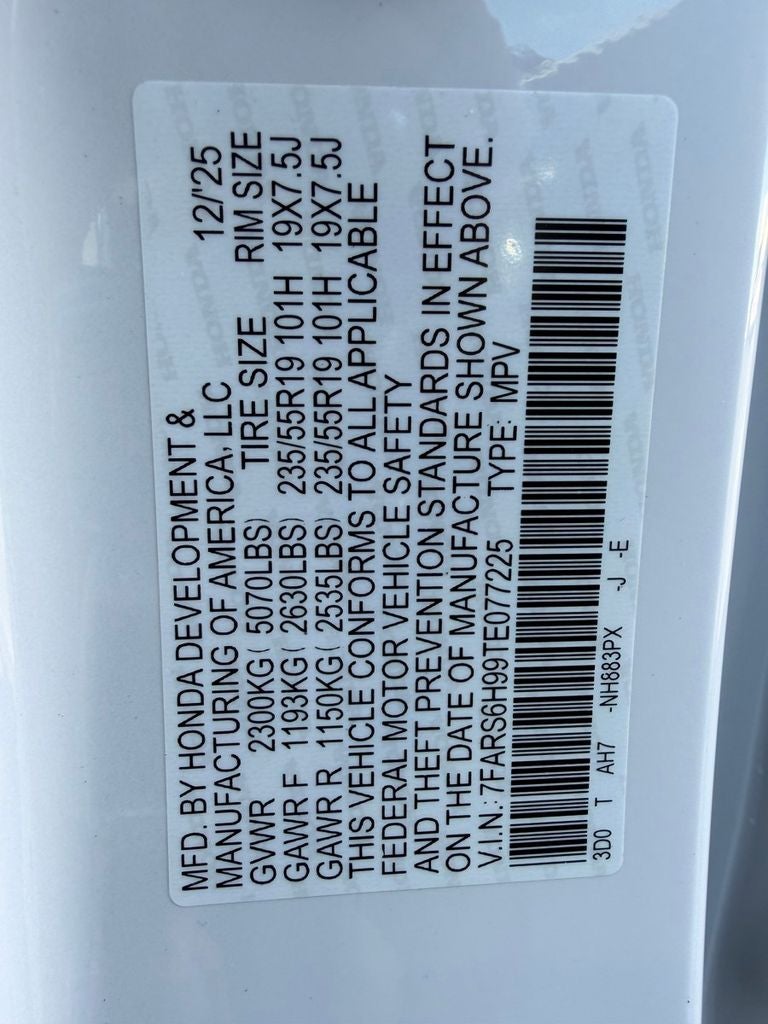 MFD. BY HONDA DEVELOPMENT &
MANUFACTURING OF AMERICA, LLC 12/'25
GVWR 2300KG( 5070LBS) TIRE SIZE RIM SIZE
GAWR F 1193KG( 2630LBS) 235/55R19 101H 19X7.5J
GAWR R 1150KG( 2535LBS) 235/55R19 101H 19X7.5J
THIS VEHICLE CONFORMS TO ALL APPLICABLE
FEDERAL MOTOR VEHICLE SAFETY
AND THEFT PREVENTION STANDARDS IN EFFECT
ON THE DATE OF MANUFACTURE SHOWN ABOVE.
V.I.N.: 7FARS6H99TE077225 TYPE: MPV
3D0 T AH7 -NH883PX -J -E